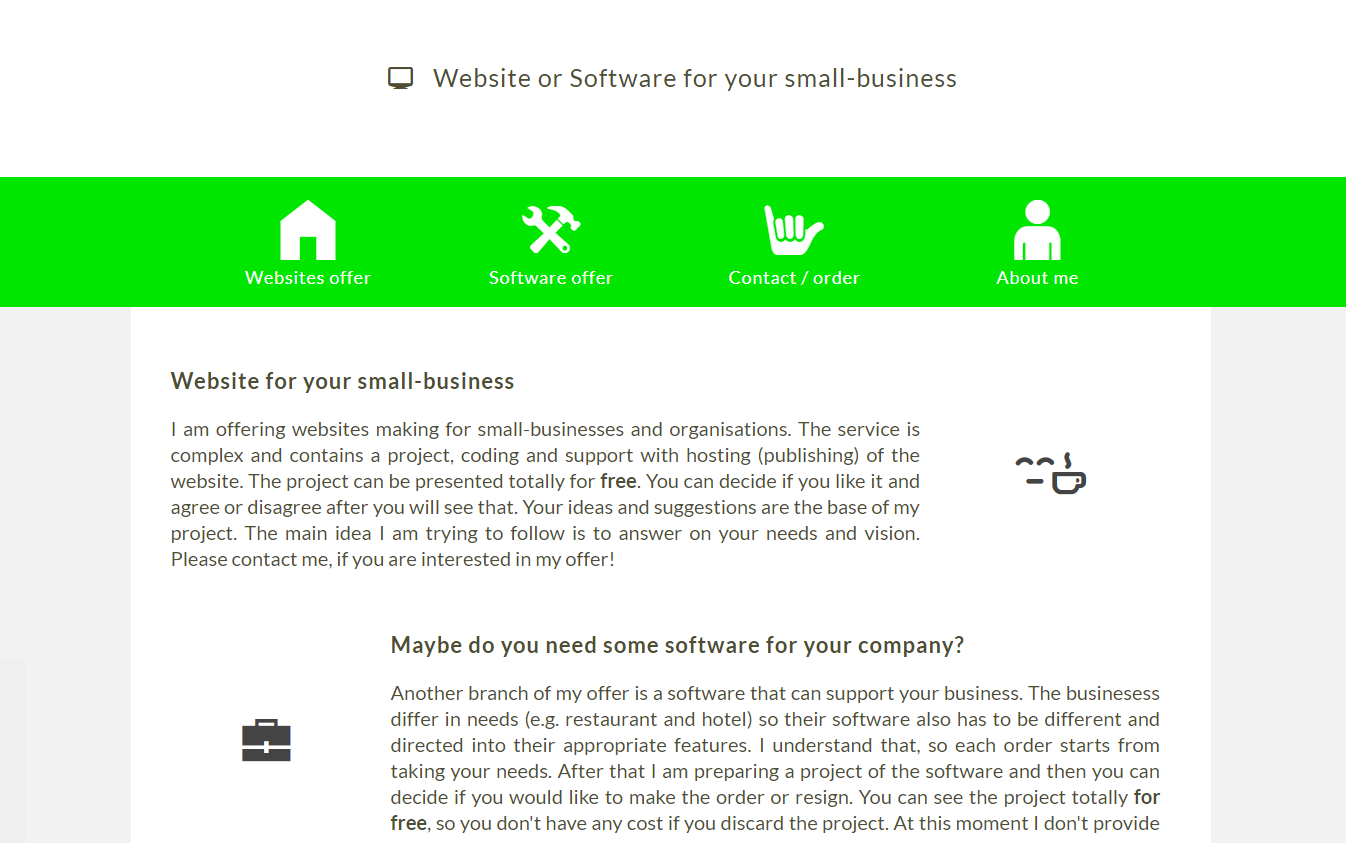 Website or Software for your small-business
Websites offer
Software offer
Contact / order
About me
Website for your small-business
I am offering websites making for small-businesses and organisations. The service is
complex and contains a project, coding and support with hosting (publishing) of the
website. The project can be presented totally for free. You can decide if you like it and
agree or disagree after you will see that. Your ideas and suggestions are the base of my
project. The main idea I am trying to follow is to answer on your needs and vision.
Please contact me, if you are interested in my offer!
Maybe do you need some software for your company?
Another branch of my offer is a software that can support your business. The businesess
differ in needs (e.g. restaurant and hotel) so their software also has to be different and
directed into their appropriate features. I understand that, so each order starts from
taking your needs. After that I am preparing a project of the software and then you can
decide if you would like to make the order or resign. You can see the project totally for
free, so you don't have any cost if you discard the project. At this moment I don't provide